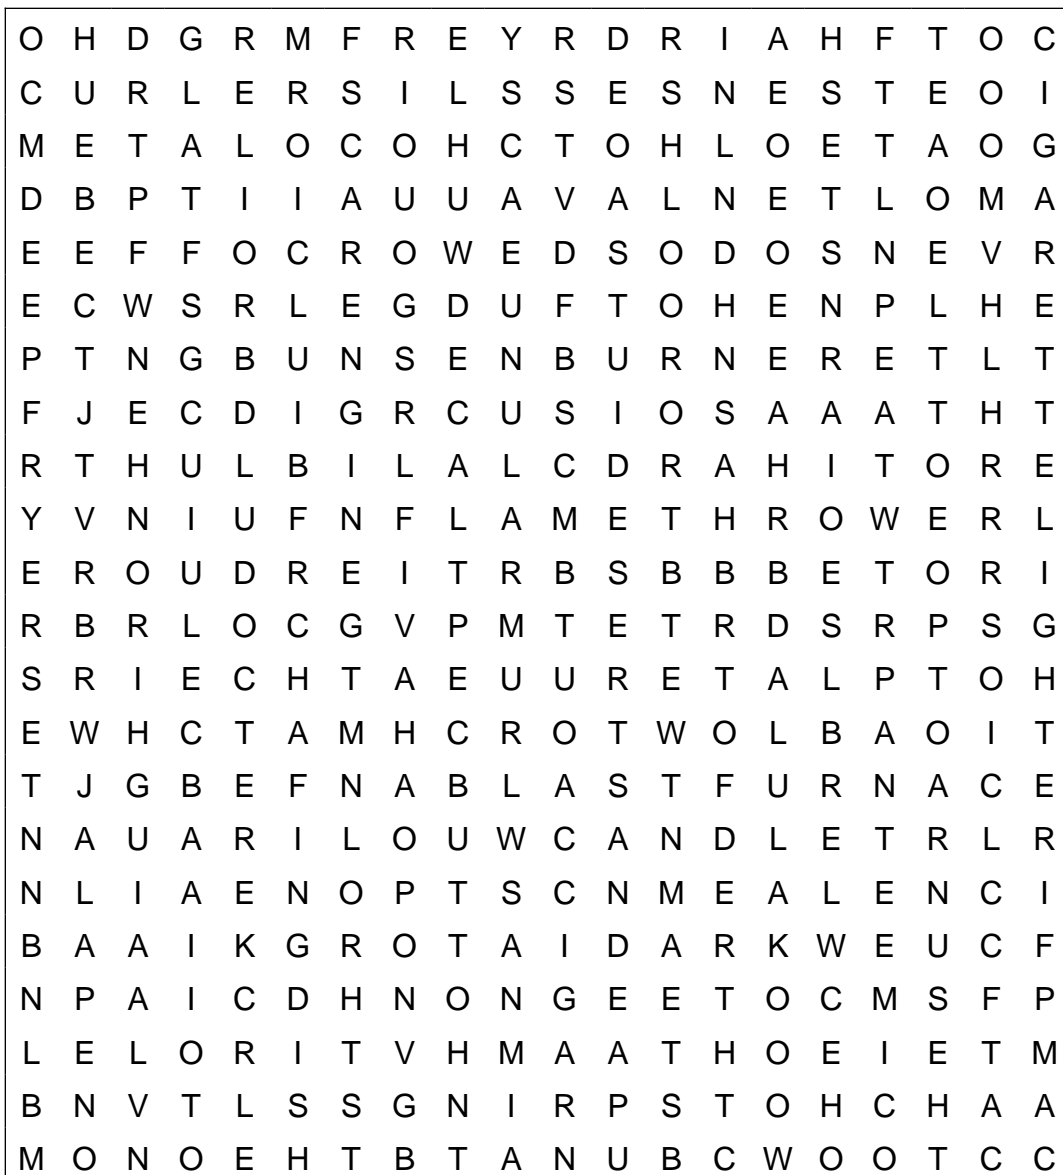 O H D G R M F R E Y R D R I A H F T O C
C U R L E R S I L S S E S N E S T E O I
M E T A L O C O H C T O H L O E T A O G
D B P T I I A U U A V A L N E T L O M A
E E F F O C R O W E D S O D O S N E V R
E C W S R L E G D U F T O H E N P L H E
P T N G B U N S E N B U R N E R E T L T
F J E C D I G R C U S I O S A A A T H T
R T H U L B I L A L C D R A H I T O R E
Y V N I U F N F L A M E T H R O W E R L
E R O U D R E I T R B S B B B E T O R I
R B R L O C G V P M T E T R D S R P S G
S R I E C H T A E U U R E T A L P T O H
E W H C T A M H C R O T W O L B A O I T
T J G B E F N A B L A S T F U R N A C E
N A U A R I L O U W C A N D L E T R L R
N L I A E N O P T S C N M E A L E N C I
B A A I K G R O T A I D A R K W E U C F
N P A I C D H N O N G E E T O C M S F P
L E L O R I T V H M A A T H O E I E T M
B N V T L S S G N I R P S T O H C H A A
M O N O E H T B T A N U B C W O O T C C